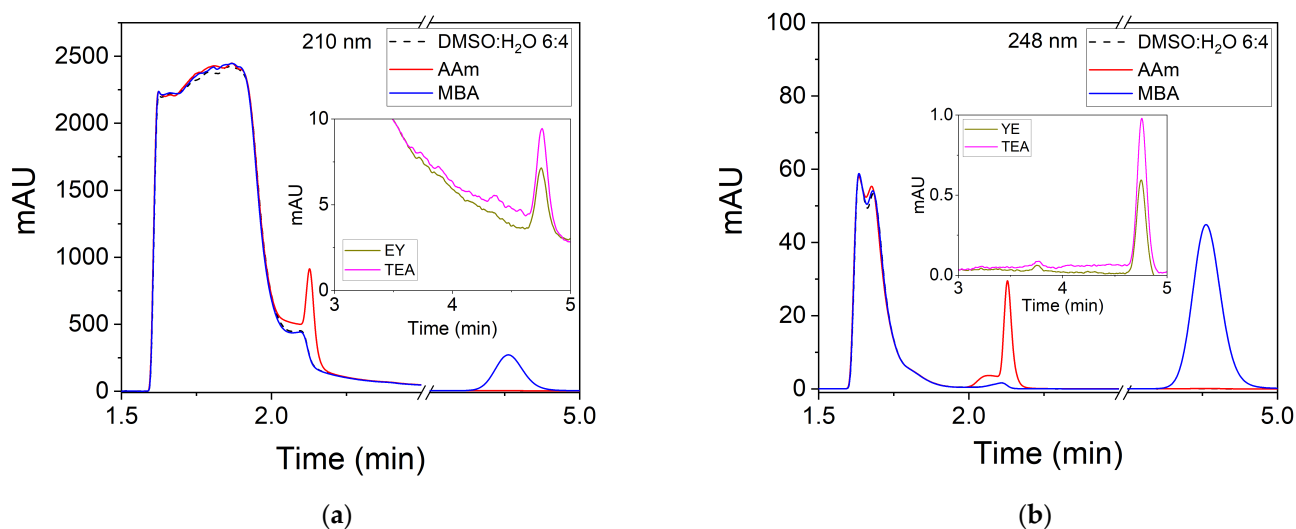 210 nm
DMSO:H₂O 6:4
AAm
MBA
2500
2000
1500
1000
500
0
mAU
1.5
2.0
5.0
Time (min)
10
5
0
mAU
EY
TEA
3
4
5
Time (min)
(a)
248 nm
DMSO:H₂O 6:4
AAm
MBA
100
80
60
40
20
0
mAU
1.5
2.0
5.0
Time (min)
1.0
0.5
0.0
mAU
YE
TEA
3
4
5
Time (min)
(b)